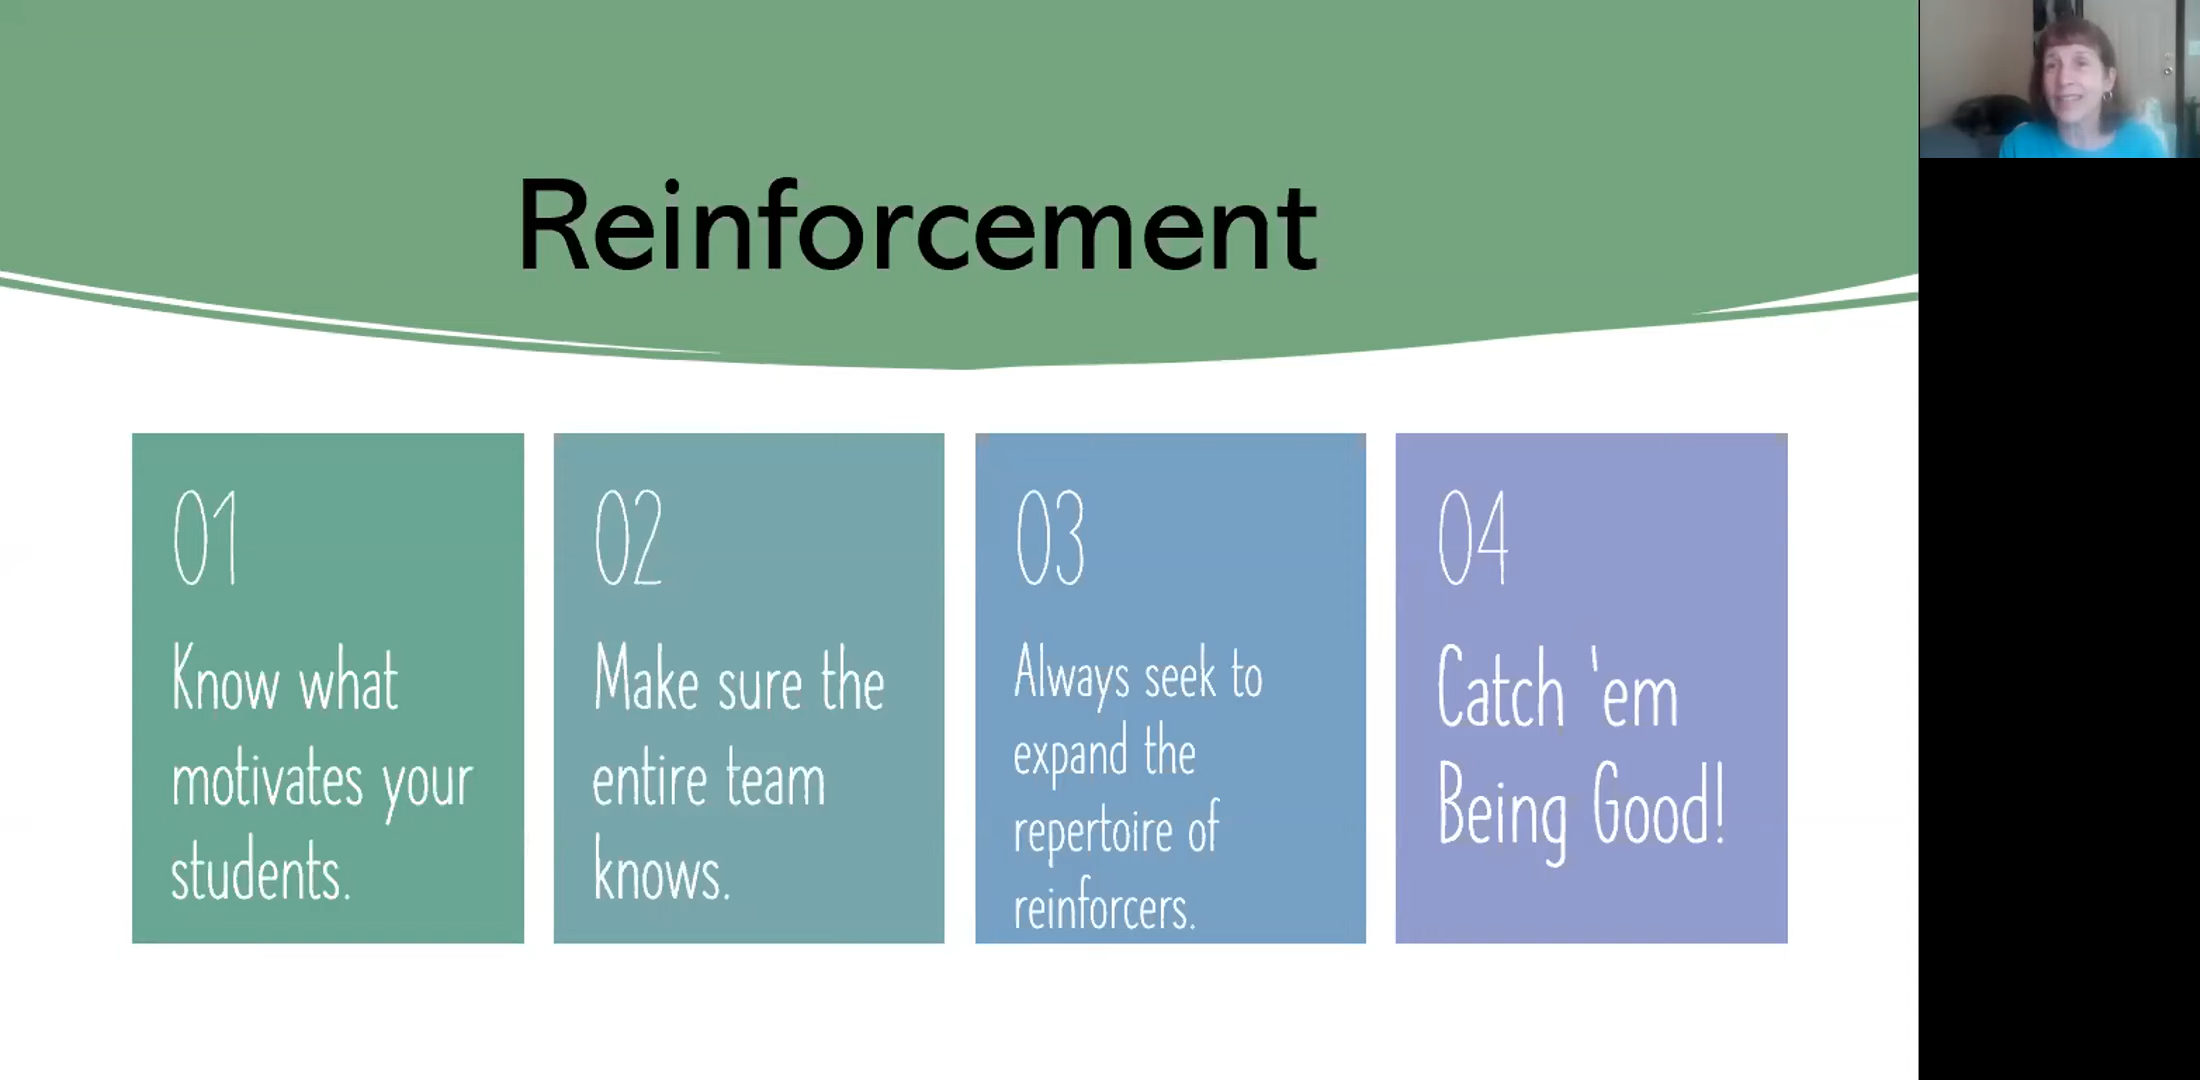 Reinforcement
01
Know what
motivates your
students.
02
Make sure the
entire team
knows.
03
Always seek to
expand the
repertoire of
reinforcers.
04
Catch 'em
Being Good!